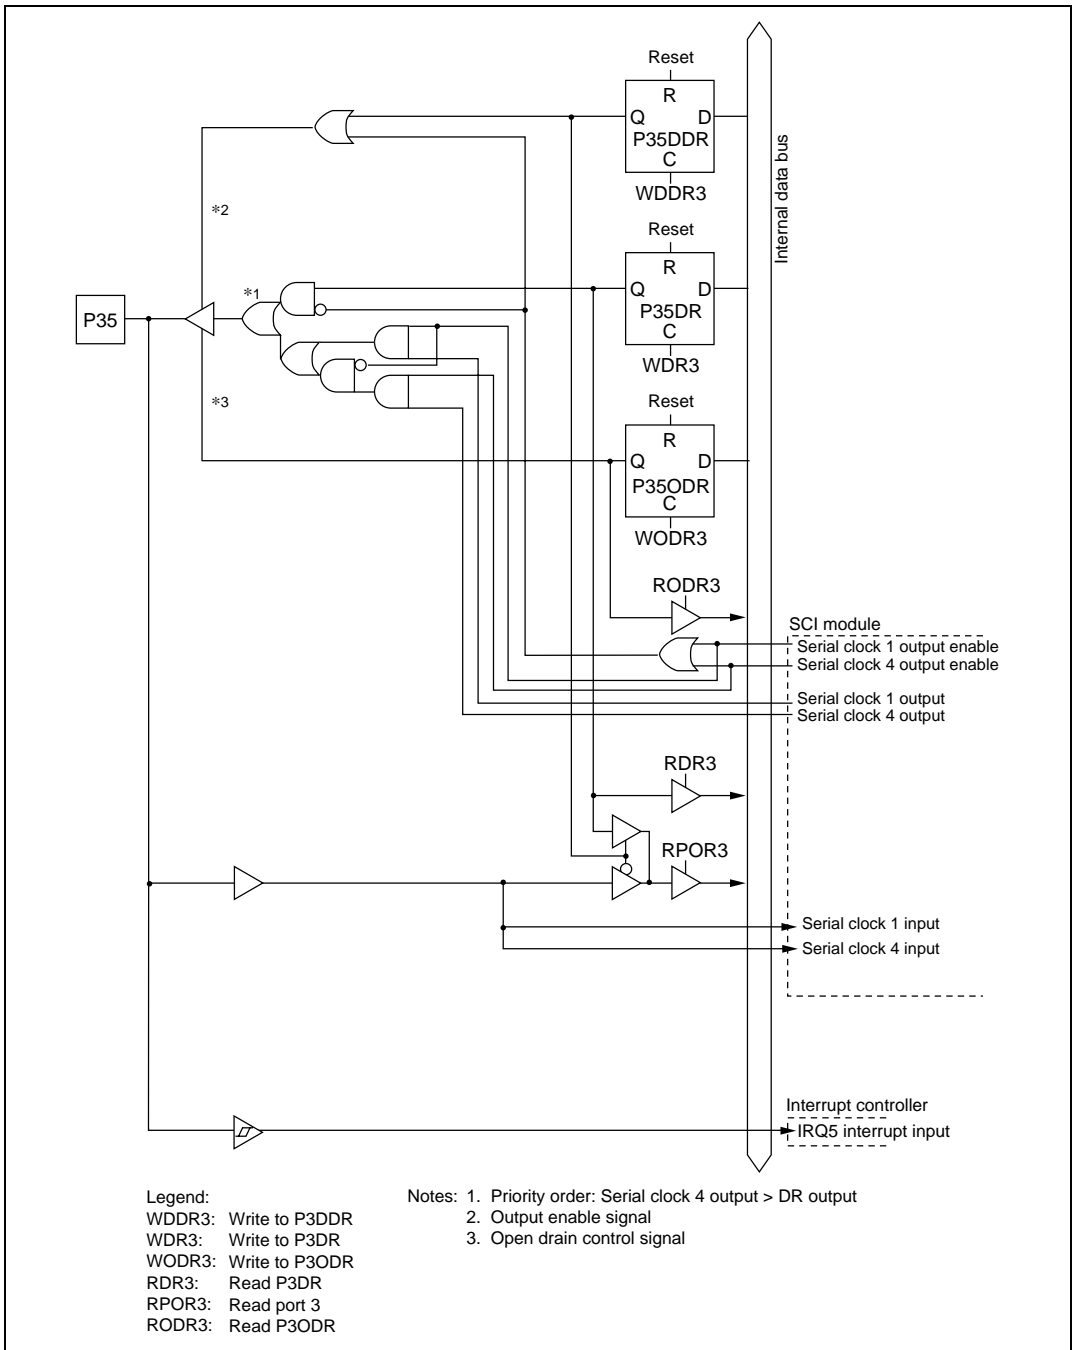 Reset
R
Q D
P35DDR
C
WDDR3
Internal data bus
*2
Reset
R
*1
Q D
P35DR
C
WDR3
P35
*3
Reset
R
Q D
P35ODR
C
WODR3
RODR3
SCI module
Serial clock 1 output enable
Serial clock 4 output enable
Serial clock 1 output
Serial clock 4 output
RDR3
RPOR3
Serial clock 1 input
Serial clock 4 input
Interrupt controller
IRQ5 interrupt input
Legend:
WDDR3: Write to P3DDR
WDR3: Write to P3DR
WODR3: Write to P3ODR
RDR3: Read P3DR
RPOR3: Read port 3
RODR3: Read P3ODR
Notes: 1. Priority order: Serial clock 4 output > DR output
2. Output enable signal
3. Open drain control signal